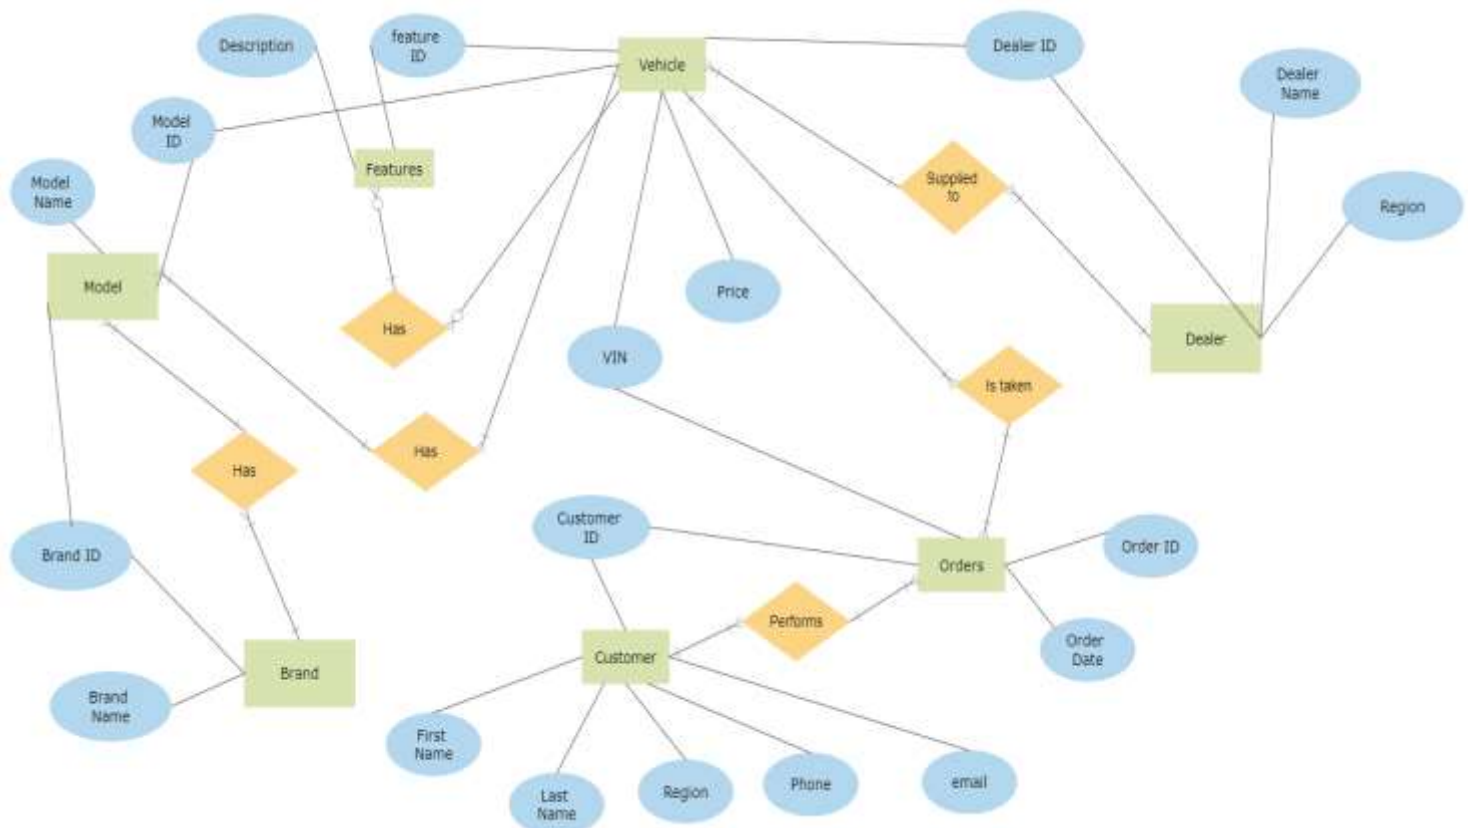 Description
feature
ID
Vehicle
Dealer ID
Dealer
Name
Model
ID
Features
Model
Name
Supplied
to
Region
Model
Has
Price
Dealer
VIN
Is taken
Has
Has
Customer
ID
Order ID
Brand ID
Orders
Performs
Order
Date
Customer
Brand
Brand
Name
First
Name
Last
Name
Region
Phone
email